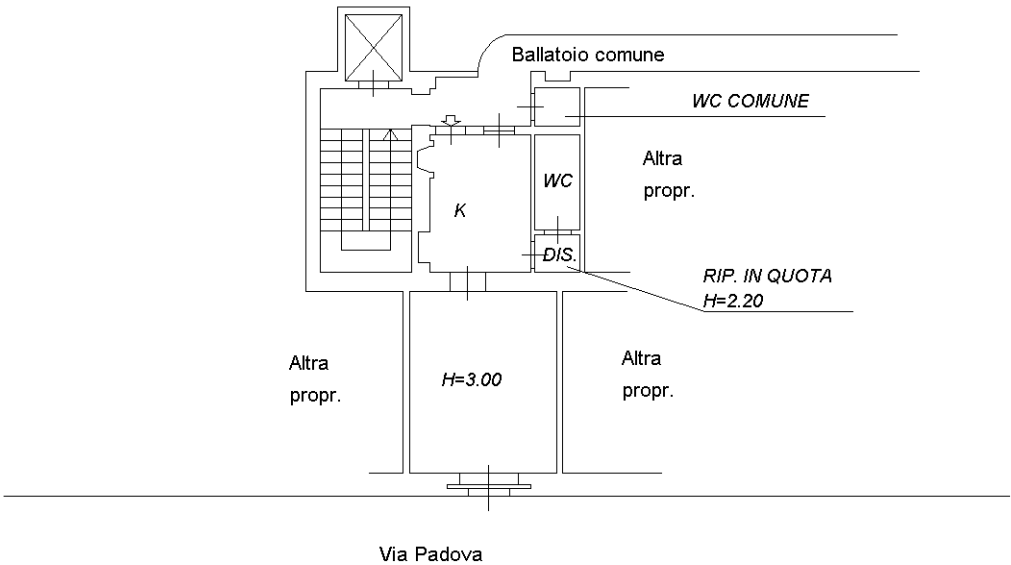 Ballatoio comune
WC COMUNE
Altra
propr.
WC
K
DIS.
RIP. IN QUOTA
H=2.20
Altra
propr.
H=3.00
Altra
propr.
Via Padova